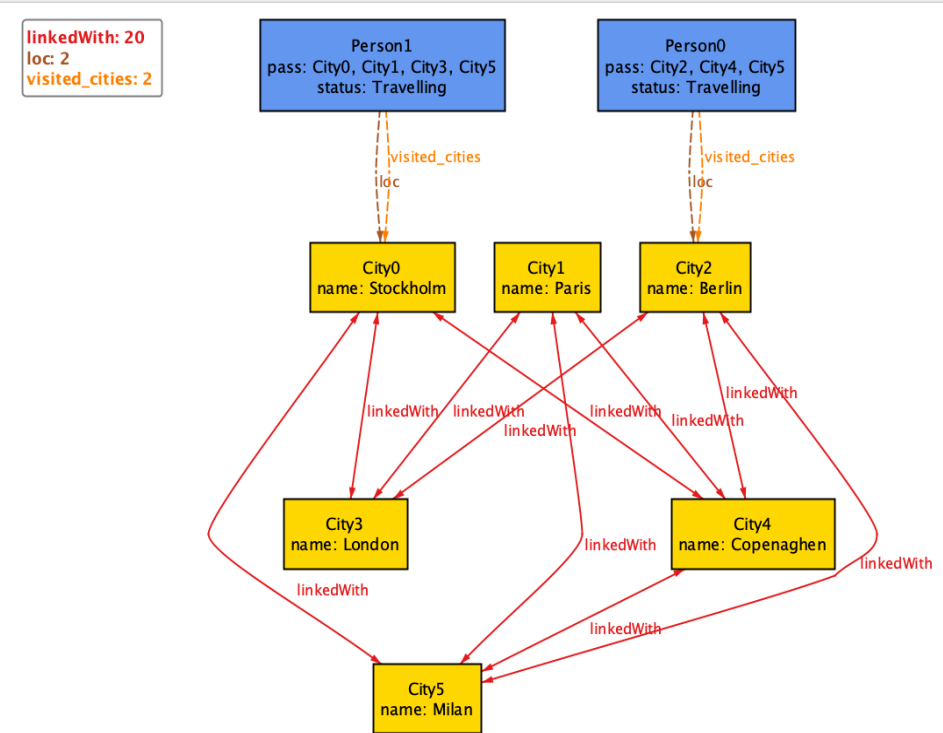 linkedWith: 20
loc: 2
visited_cities: 2
Person1
pass: City0, City1, City3, City5
status: Travelling
Person0
pass: City2, City4, City5
status: Travelling
visited_cities
visited_cities
loc
loc
City0
name: Stockholm
City1
name: Paris
City2
name: Berlin
linkedWith
linkedWith
linkedWith
linkedWith
linkedWith
linkedWith
City3
name: London
City4
name: Copenaghen
linkedWith
linkedWith
linkedWith
linkedWith
City5
name: Milan